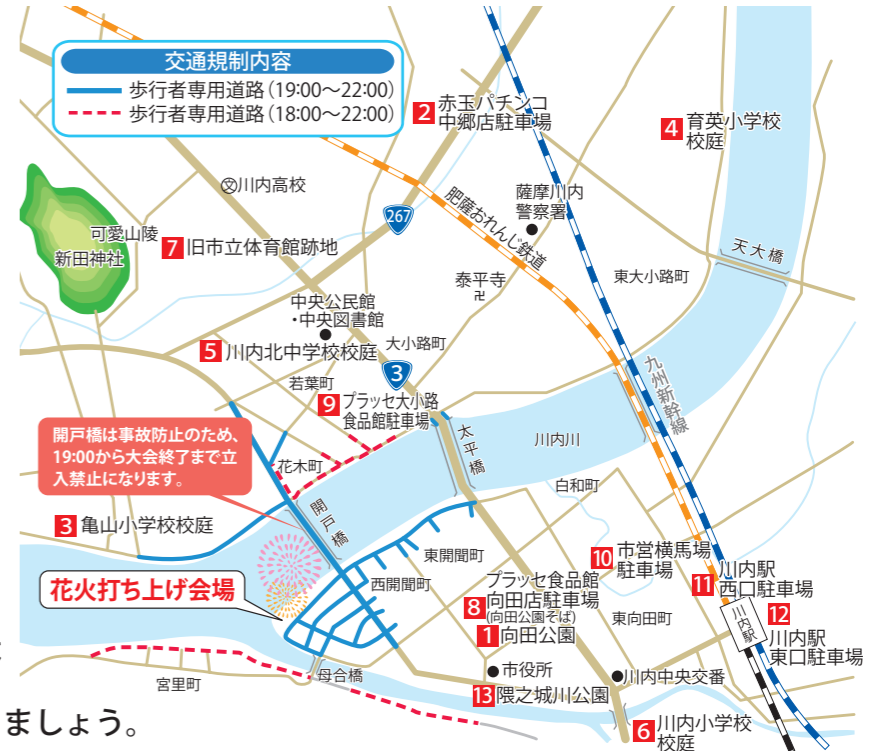 交通規制内容
歩行者専用道路(19:00〜22:00)
歩行者専用道路(18:00〜22:00)
2 赤玉パチンコ
中郷店駐車場
4 育英小学校
校庭
川内高校
267
肥薩おれんじ鉄道
薩摩川内
警察署
可愛山陵
新田神社
7 旧市立体育館跡地
泰平寺
東大小路町
天大橋
中央公民館
・中央図書館
大小路町
5 川内北中学校校庭
3
若葉町
9 プラッセ大小路
食品館駐車場
九州新幹線
太平橋
川内川
開戸橋は事故防止のため、
19:00から大会終了まで立
入禁止になります。
花木町
白和町
3 亀山小学校校庭
開戸橋
東開聞町
10 市営横馬場
駐車場
花火打ち上げ会場
西開聞町
プラッセ食品館
8 向田店駐車場
(向田公園そば)
11 川内駅
西口駐車場
1 向田公園
東向田町
川内駅
12
川内駅
東口駐車場
母合橋
宮里町
市役所
川内中央交番
13 隈之城川公園
6 川内小学校
校庭
ましょう。